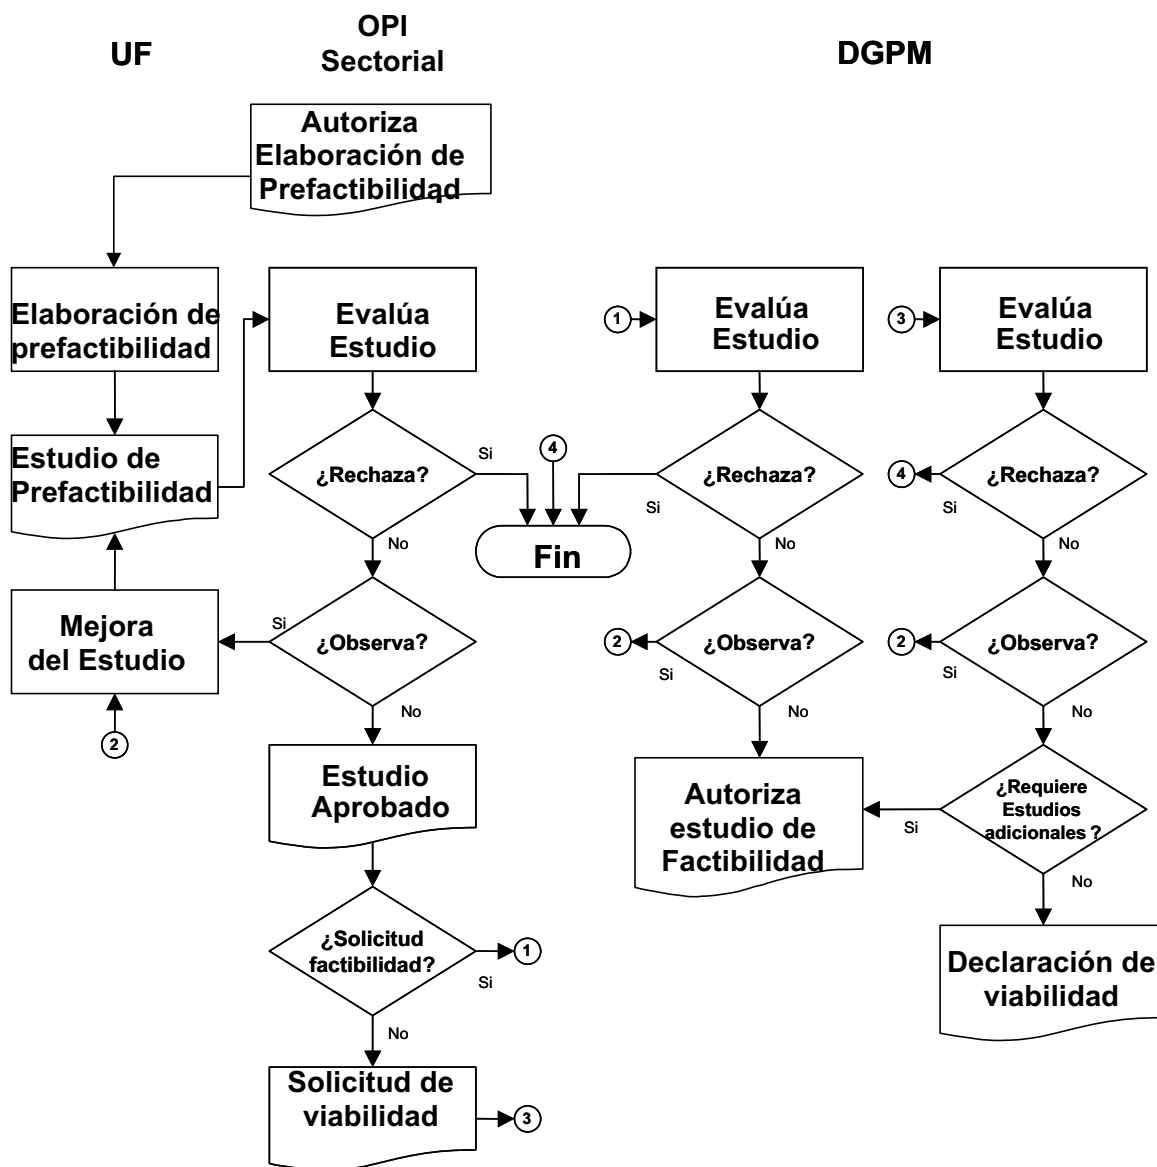 UF
OPI
Sectorial
DGPM
Autoriza
Elaboración de
Prefactibilidad
Elaboración de
prefactibilidad
Evalúa
Estudio
1
Evalúa
Estudio
3
Evalúa
Estudio
Estudio de
Prefactibilidad
¿Rechaza?
Si
No
4
Fin
¿Rechaza?
Si
No
4
¿Rechaza?
Si
No
Mejora
del Estudio
2
Si
¿Observa?
No
2
¿Observa?
Si
No
2
¿Observa?
Si
No
Estudio
Aprobado
Autoriza
estudio de
Factibilidad
¿Requiere
Estudios
adicionales ?
Si
No
¿Solicitud
factibilidad?
1
Si
No
Declaración de
viabilidad
Solicitud de
viabilidad
3